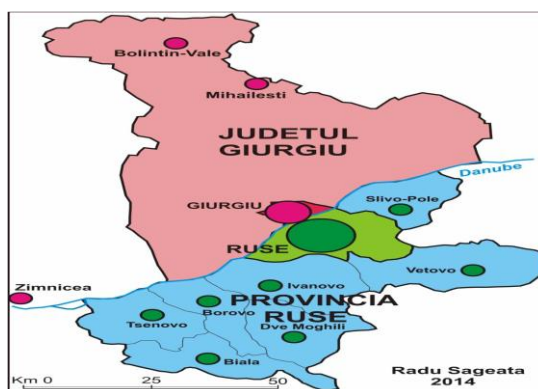 Bolintin-Vale
Mihailesti
JUDETUL
GIURGIU
Danube
GIURGIU
Slivo-Pole
RUSE
Vetovo
Zimnicea
Ivanovo
PROVINCIA
Borovo
RUSE
Tsenovo
Dve Moghili
Biala
Km 0 25 50
Radu Sageata
2014